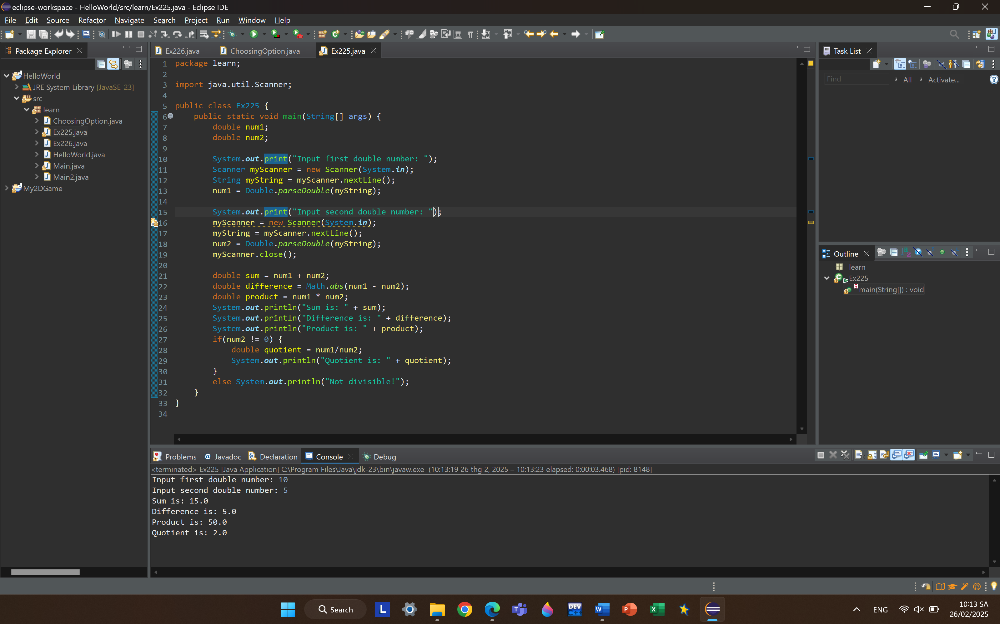 eclipse-workspace - HelloWorld/src/learn/Ex225.java - Eclipse IDE
File Edit Source Refactor Navigate Search Project Run Window Help
Package Explorer
HelloWorld
JRE System Library [JavaSE-23]
src
learn
ChoosingOption.java
Ex225.java
Ex226.java
HelloWorld.java
Main.java
Main2.java
My2DGame
Ex226.java ChoosingOption.java Ex225.java
1 package learn;
2
3 import java.util.Scanner;
4
5 public class Ex225 {
6 public static void main(String[] args) {
7 double num1;
8 double num2;
9
10 System.out.print("Input first double number: ");
11 Scanner myScanner = new Scanner(System.in);
12 String myString = myScanner.nextLine();
13 num1 = Double.parseDouble(myString);
14
15 System.out.print("Input second double number: ");
16 myScanner = new Scanner(System.in);
17 myString = myScanner.nextLine();
18 num2 = Double.parseDouble(myString);
19 myScanner.close();
20
21 double sum = num1 + num2;
22 double difference = Math.abs(num1 - num2);
23 double product = num1 * num2;
24 System.out.println("Sum is: " + sum);
25 System.out.println("Difference is: " + difference);
26 System.out.println("Product is: " + product);
27 if(num2 != 0) {
28 double quotient = num1/num2;
29 System.out.println("Quotient is: " + quotient);
30 }
31 else System.out.println("Not divisible!");
32 }
33 }
34
Task List
Find All Activate...
Outline
learn
Ex225
main(String[]) : void
Problems Javadoc Declaration Console Debug
<terminated> Ex225 [Java Application] C:\Program Files\Java\jdk-23\bin\javaw.exe (10:13:19 26 thg 2, 2025 – 10:13:23 elapsed: 0:00:03.468) [pid: 8148]
Input first double number: 10
Input second double number: 5
Sum is: 15.0
Difference is: 5.0
Product is: 50.0
Quotient is: 2.0
Search
ENG
10:13 SA
26/02/2025